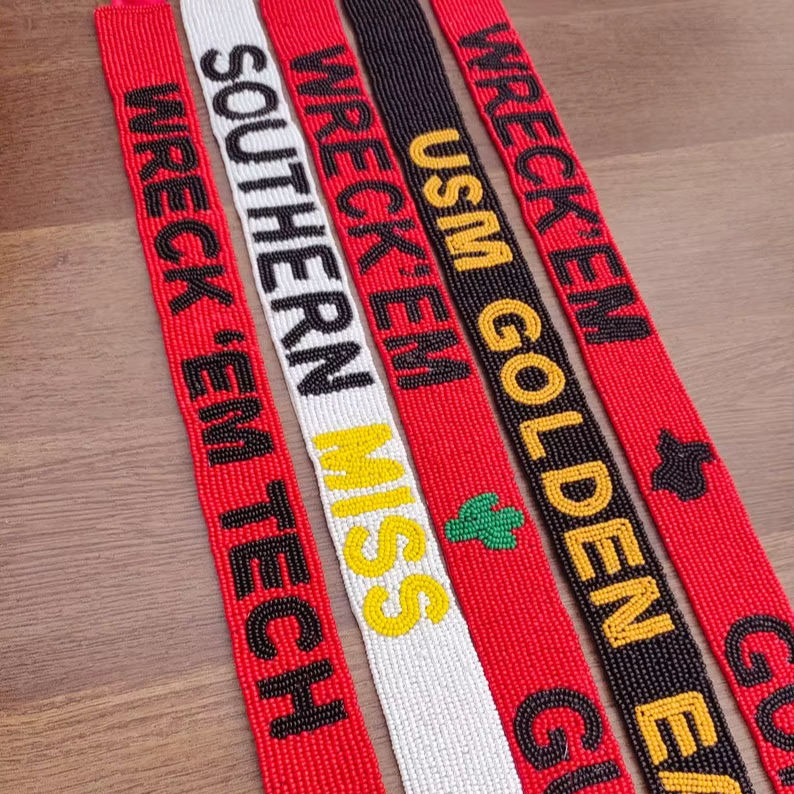 WRECK 'EM TECH
SOUTHERN MISS
WRECK'EM
USM GOLDEN
WRECK'EM